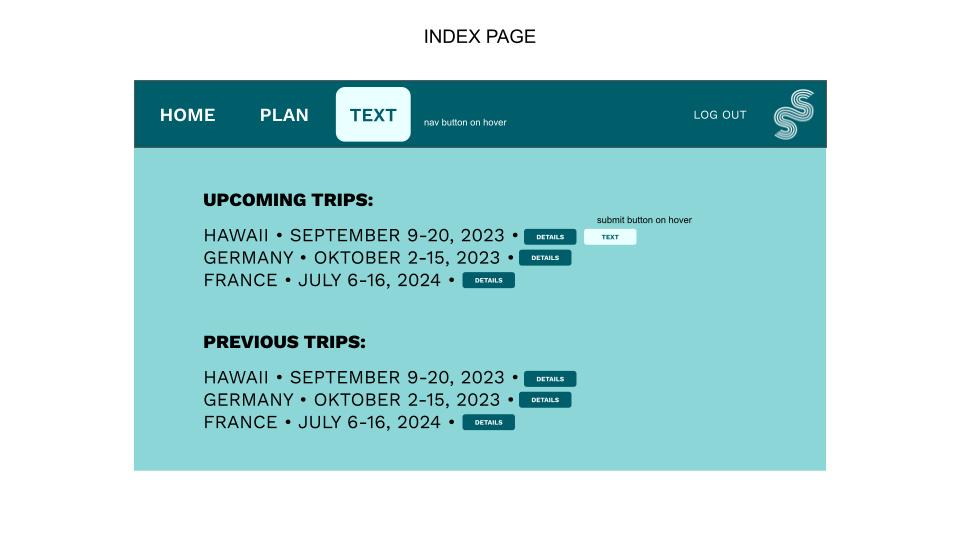 INDEX PAGE
HOME PLAN TEXT nav button on hover LOG OUT
UPCOMING TRIPS:
submit button on hover
HAWAII • SEPTEMBER 9-20, 2023 • DETAILS TEXT
GERMANY • OKTOBER 2-15, 2023 • DETAILS
FRANCE • JULY 6-16, 2024 • DETAILS
PREVIOUS TRIPS:
HAWAII • SEPTEMBER 9-20, 2023 • DETAILS
GERMANY • OKTOBER 2-15, 2023 • DETAILS
FRANCE • JULY 6-16, 2024 • DETAILS